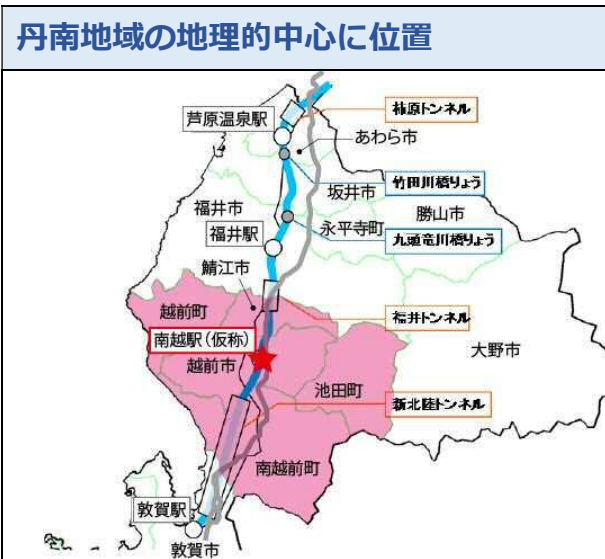 丹南地域の地理的中心に位置
柿原トンネル
芦原温泉駅
あわら市
竹田川橋りょう
坂井市
福井市
勝山市
永平寺町
福井駅
九頭竜川橋りょう
鯖江市
越前町
福井トンネル
南越駅(仮称)
越前市
大野市
池田町
新北陸トンネル
南越前町
敦賀駅
敦賀市